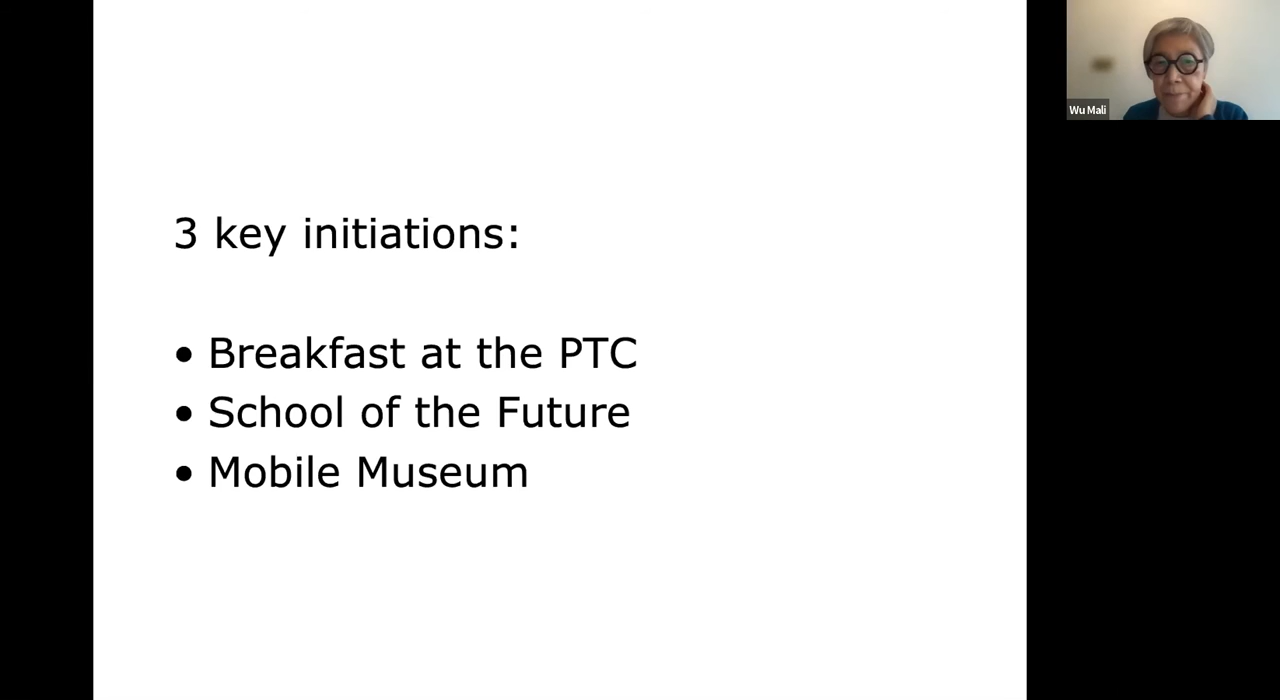 3 key initiations:
• Breakfast at the PTC
• School of the Future
• Mobile Museum
Wu Mali